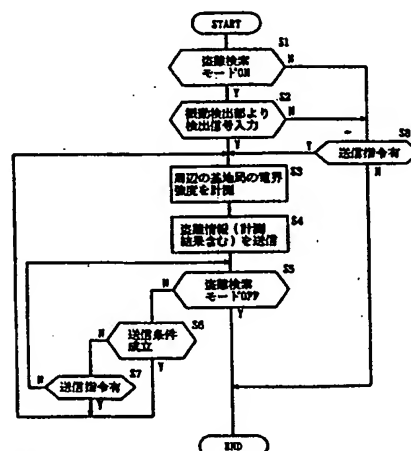 START
S1
盗難検索
モードON
N
Y
S2
振動検出部より
検出信号入力
N
Y
S8
送信指令有
Y
N
S3
周辺の基地局の電界
強度を計測
S4
盗難情報（計測
結果含む）を送信
S5
盗難検索
モードOFF
N
Y
S6
送信条件
成立
N
Y
S7
送信指令有
N
Y
END